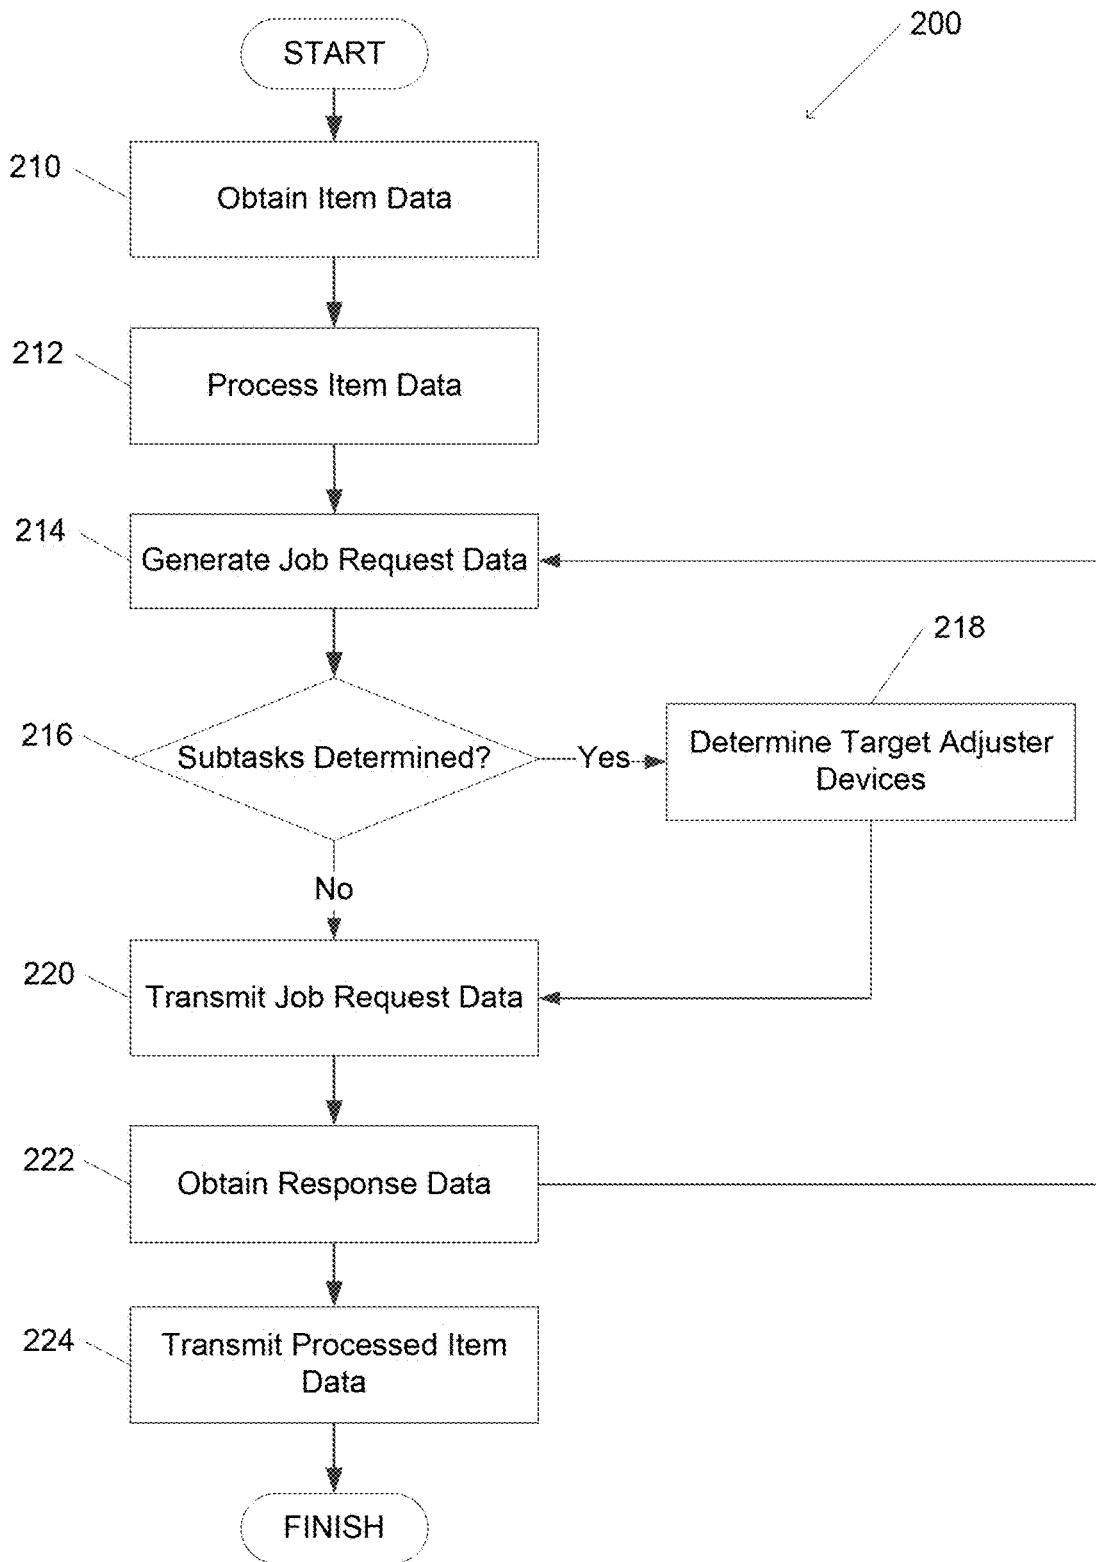 200
START
210
Obtain Item Data
212
Process Item Data
214
Generate Job Request Data
218
216
Subtasks Determined?
Yes
Determine Target Adjuster
Devices
No
220
Transmit Job Request Data
222
Obtain Response Data
224
Transmit Processed Item
Data
FINISH